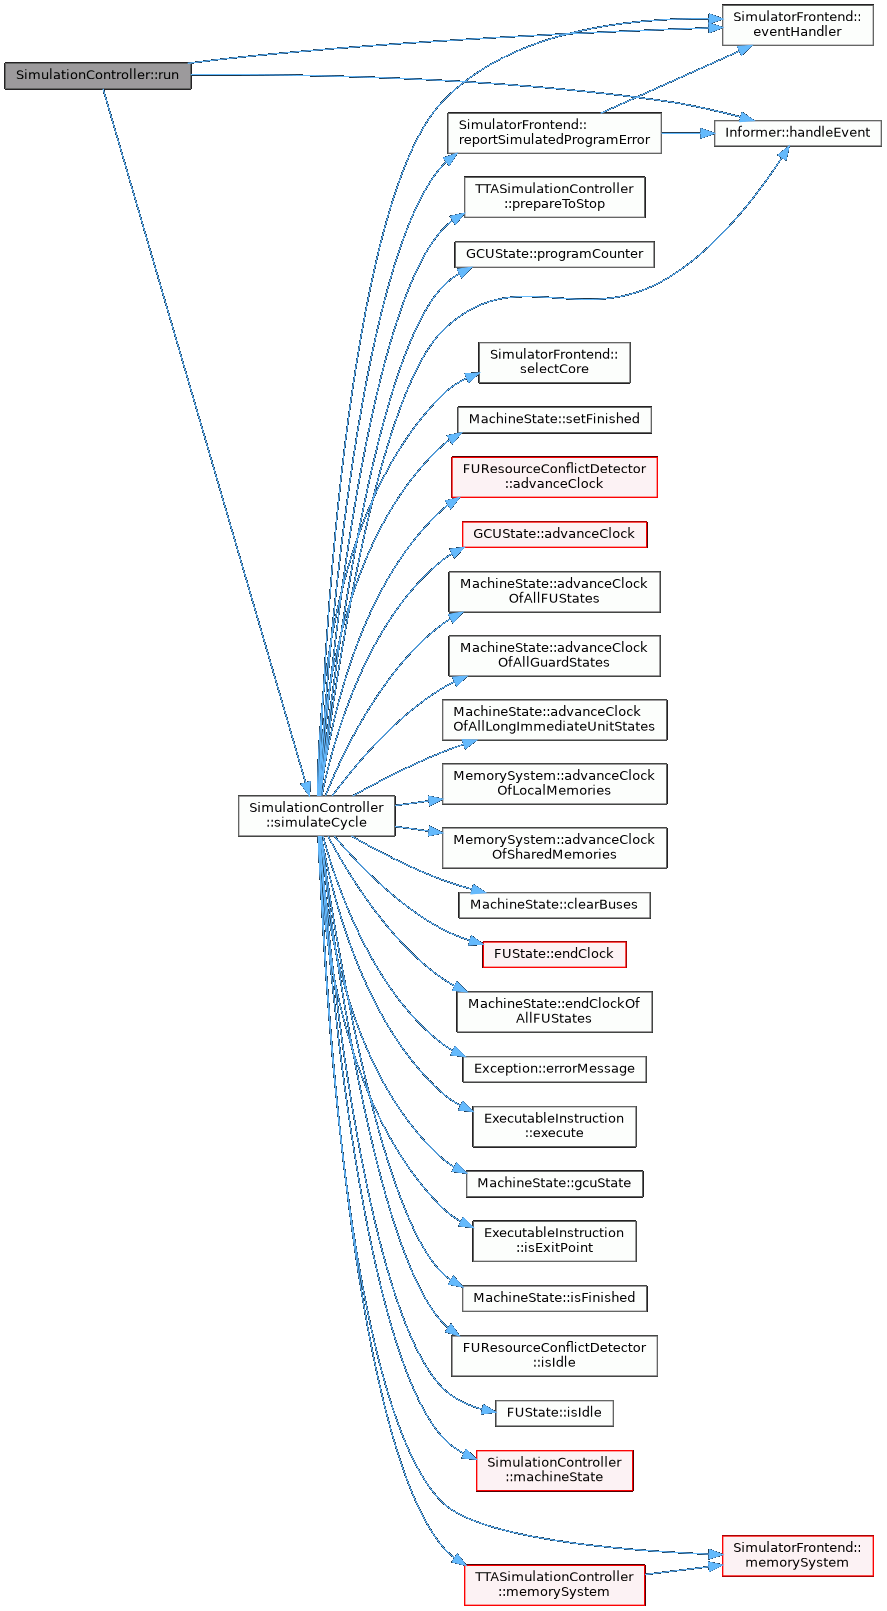 SimulatorFrontend::
eventHandler
SimulationController::run
SimulatorFrontend::
reportSimulatedProgramError
Informer::handleEvent
TTASimulationController
::prepareToStop
GCUState::programCounter
SimulatorFrontend::
selectCore
MachineState::setFinished
FUResourceConflictDetector
::advanceClock
GCUState::advanceClock
MachineState::advanceClock
OfAllFUStates
MachineState::advanceClock
OfAllGuardStates
MachineState::advanceClock
OfAllLongImmediateUnitStates
MemorySystem::advanceClock
OfLocalMemories
SimulationController
::simulateCycle
MemorySystem::advanceClock
OfSharedMemories
MachineState::clearBuses
FUState::endClock
MachineState::endClockOf
AllFUStates
Exception::errorMessage
ExecutableInstruction
::execute
MachineState::gcuState
ExecutableInstruction
::isExitPoint
MachineState::isFinished
FUResourceConflictDetector
::isIdle
FUState::isIdle
SimulationController
::machineState
SimulatorFrontend::
memorySystem
TTASimulationController
::memorySystem